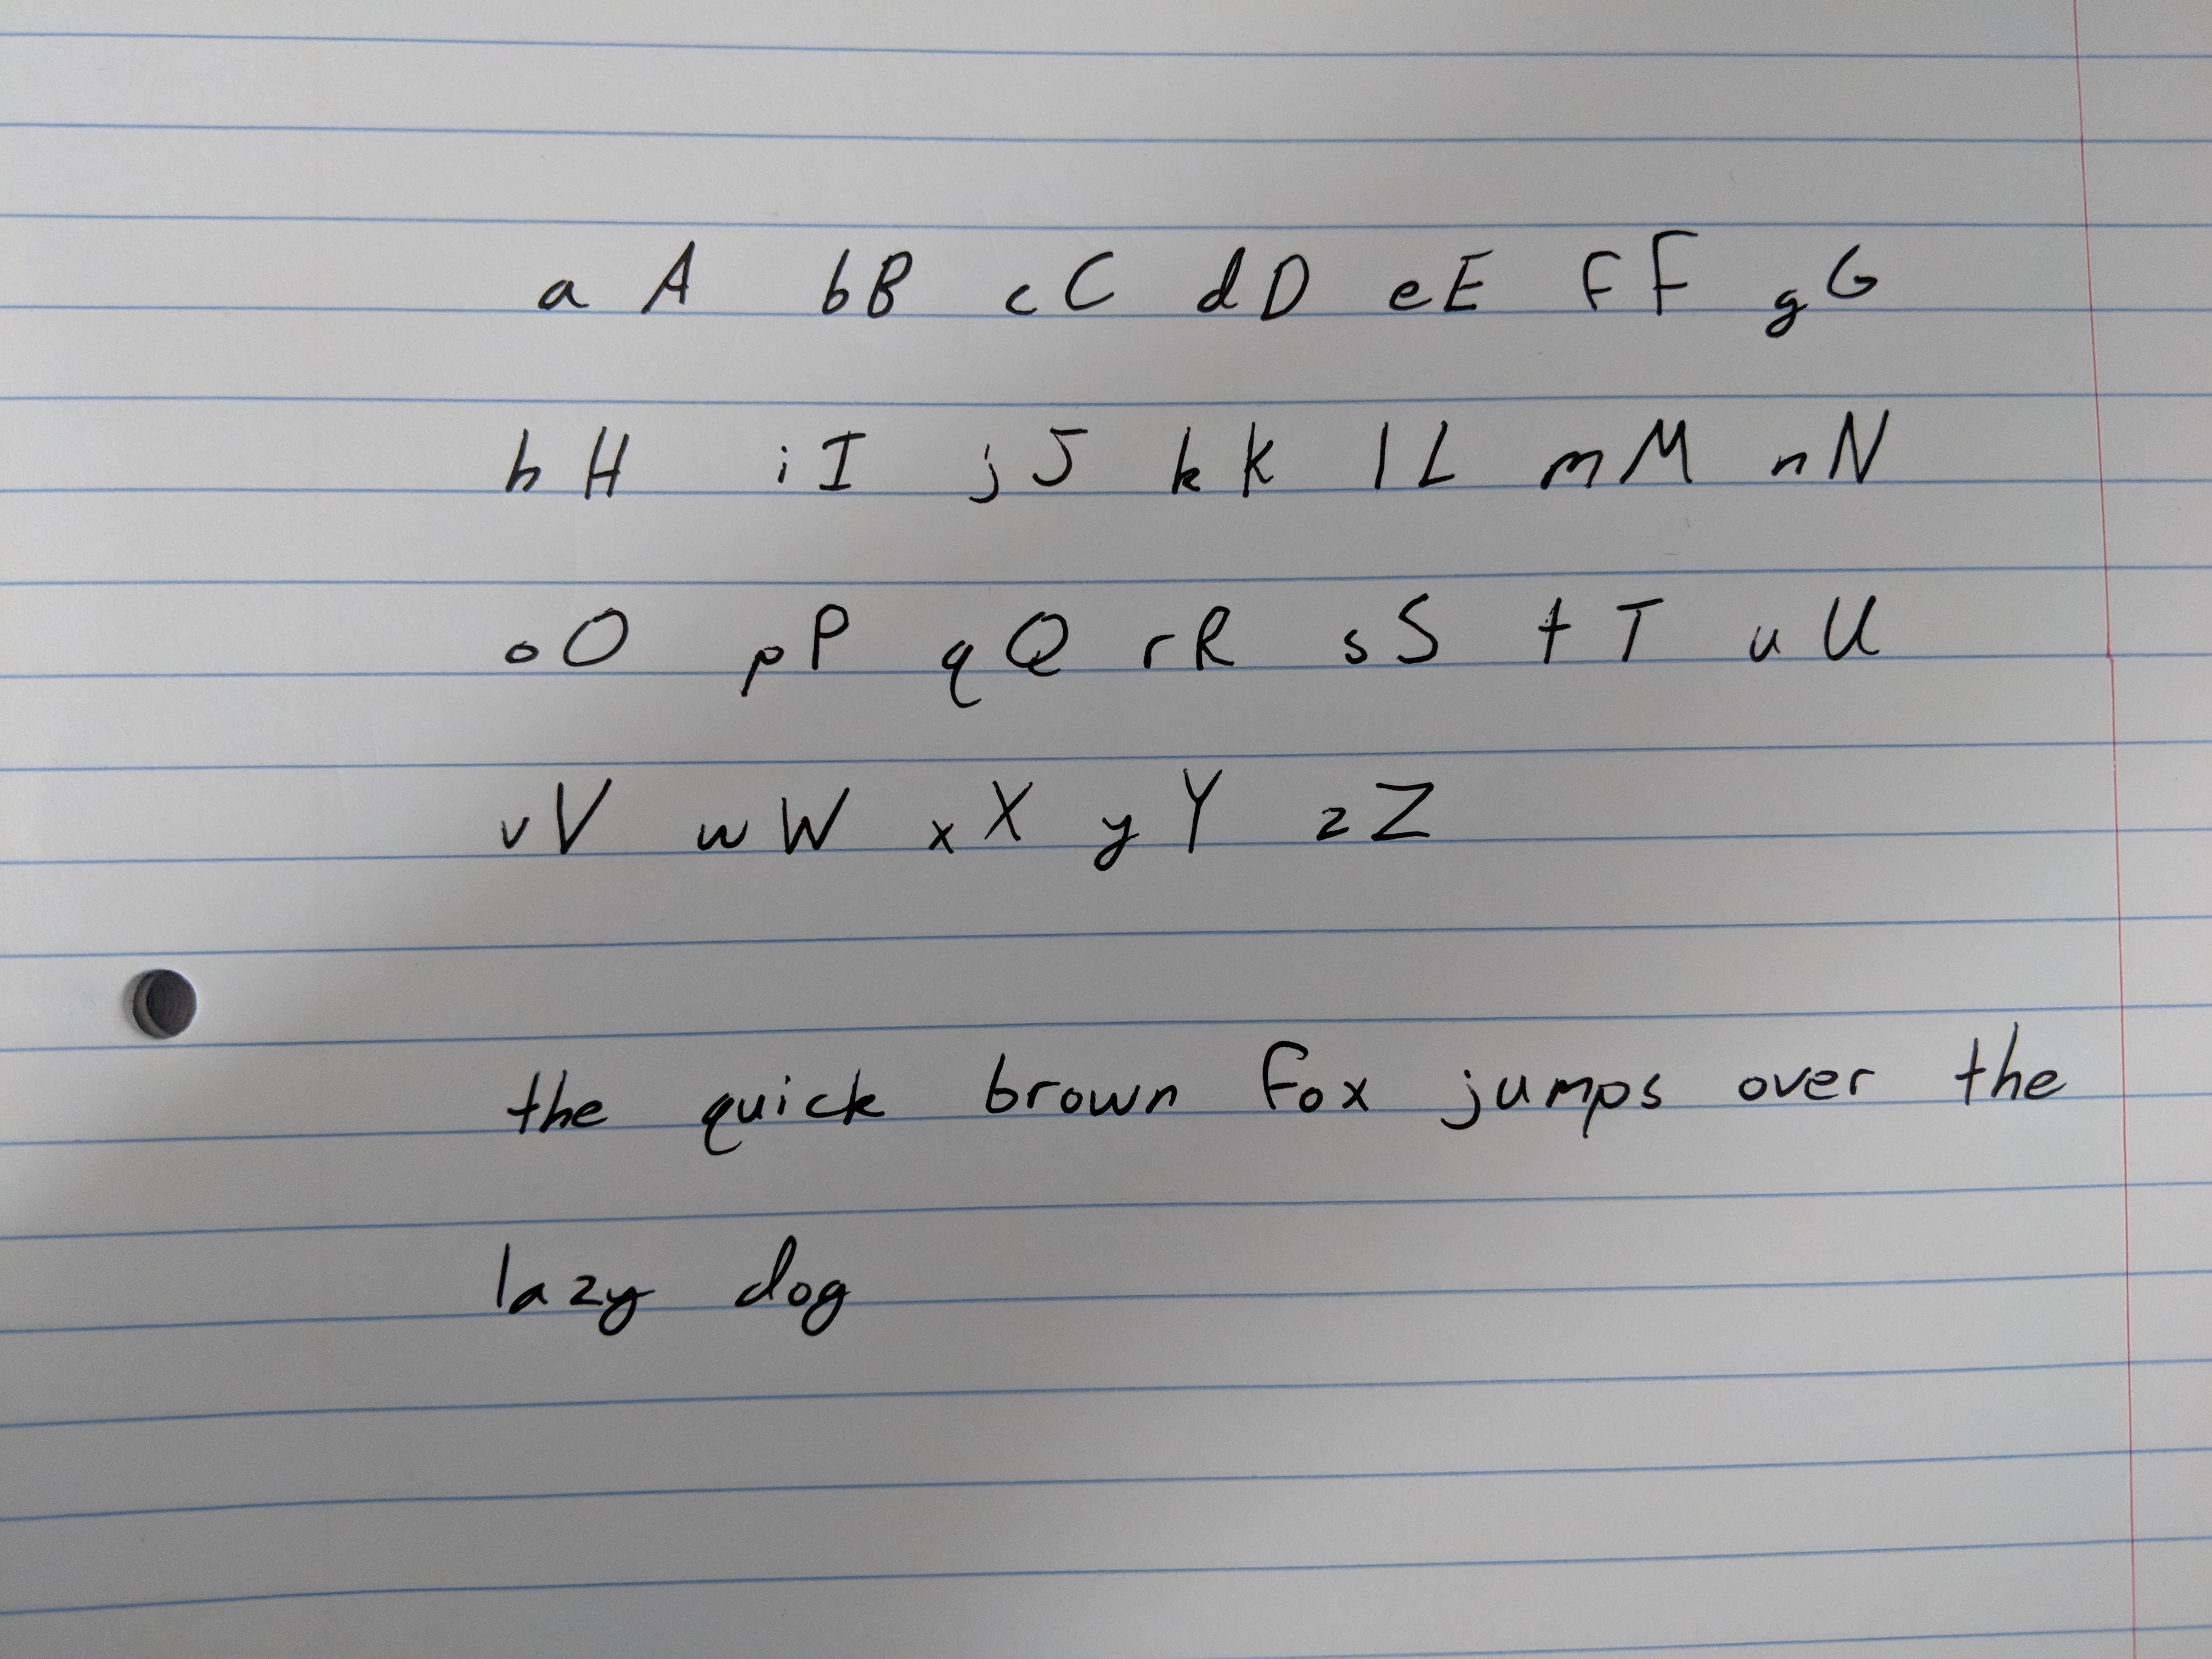 a A bB cC dD eE fF gG
hH iI jJ kK lL mM nN
oO pP qQ rR sS tT uU
vV wW xX yY zZ
the quick brown fox jumps over the
lazy dog